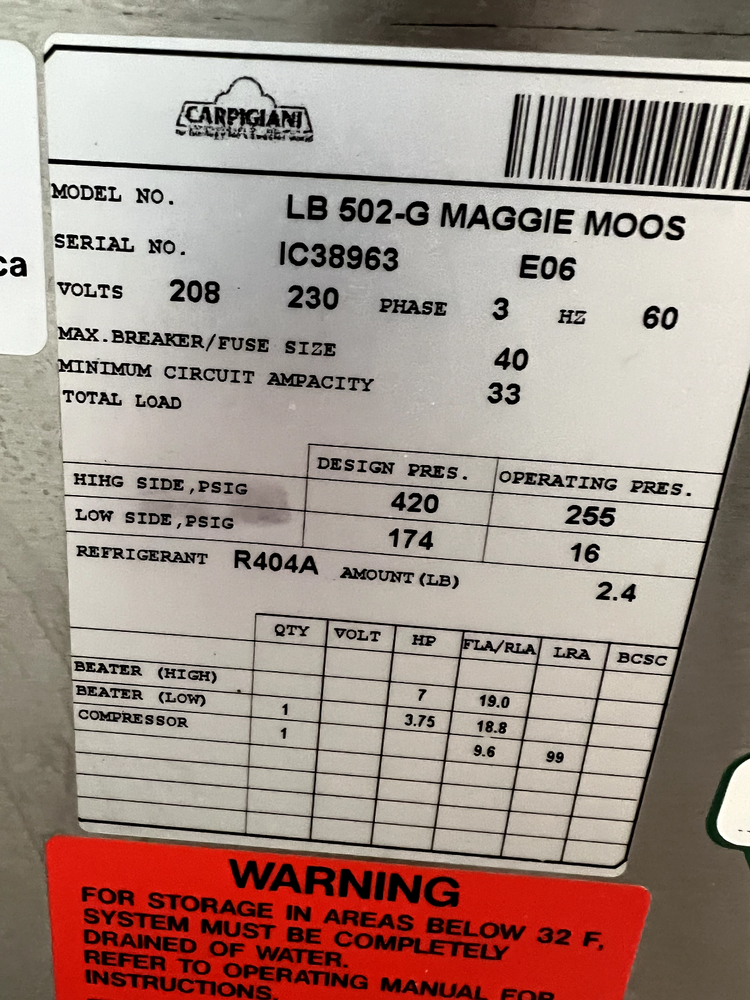 CARPIGIANI
MODEL NO. LB 502-G MAGGIE MOOS
SERIAL NO. IC38963 E06
ca
VOLTS 208 230 PHASE 3 HZ 60
MAX.BREAKER/FUSE SIZE 40
MINIMUM CIRCUIT AMPACITY 33
TOTAL LOAD
DESIGN PRES. OPERATING PRES.
HIHG SIDE,PSIG 420 255
LOW SIDE,PSIG 174 16
REFRIGERANT R404A AMOUNT(LB) 2.4
QTY VOLT HP FLA/RLA LRA BCSC
BEATER (HIGH) 7 19.0
BEATER (LOW) 1 3.75 18.8
COMPRESSOR 1 9.6 99
WARNING
FOR STORAGE IN AREAS BELOW 32 F,
SYSTEM MUST BE COMPLETELY
DRAINED OF WATER.
REFER TO OPERATING MANUAL FOR
INSTRUCTIONS.